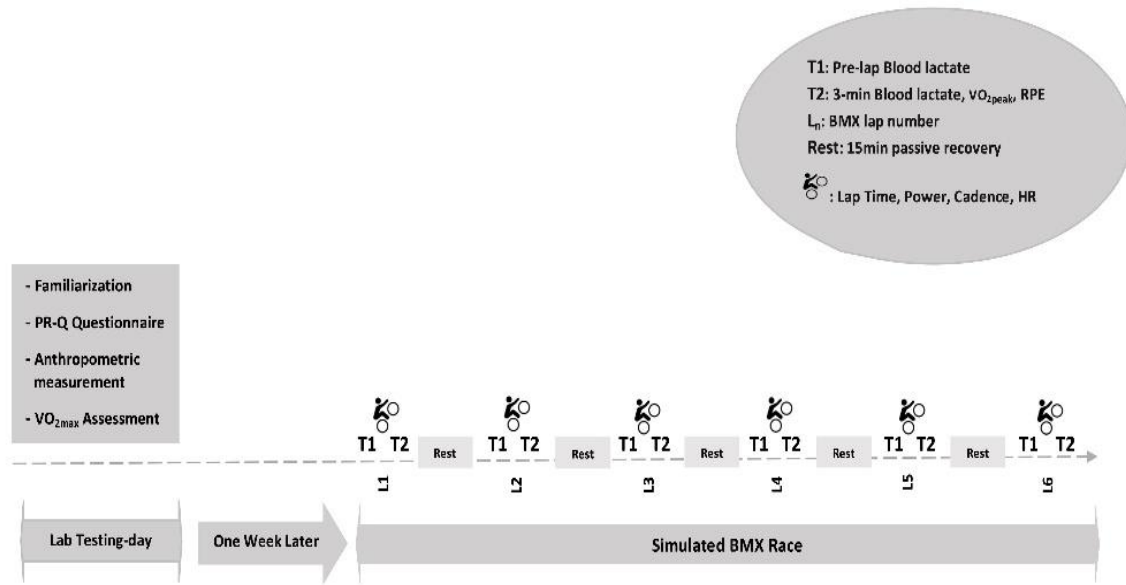 T1: Pre-lap Blood lactate
T2: 3-min Blood lactate, VO2peak, RPE
Ln: BMX lap number
Rest: 15min passive recovery
: Lap Time, Power, Cadence, HR
- Familiarization
- PR-Q Questionnaire
- Anthropometric
measurement
- VO2max Assessment
T1 T2 Rest T1 T2 Rest T1 T2 Rest T1 T2 Rest T1 T2 Rest T1 T2
L1 L2 L3 L4 L5 L6
Lab Testing-day One Week Later Simulated BMX Race